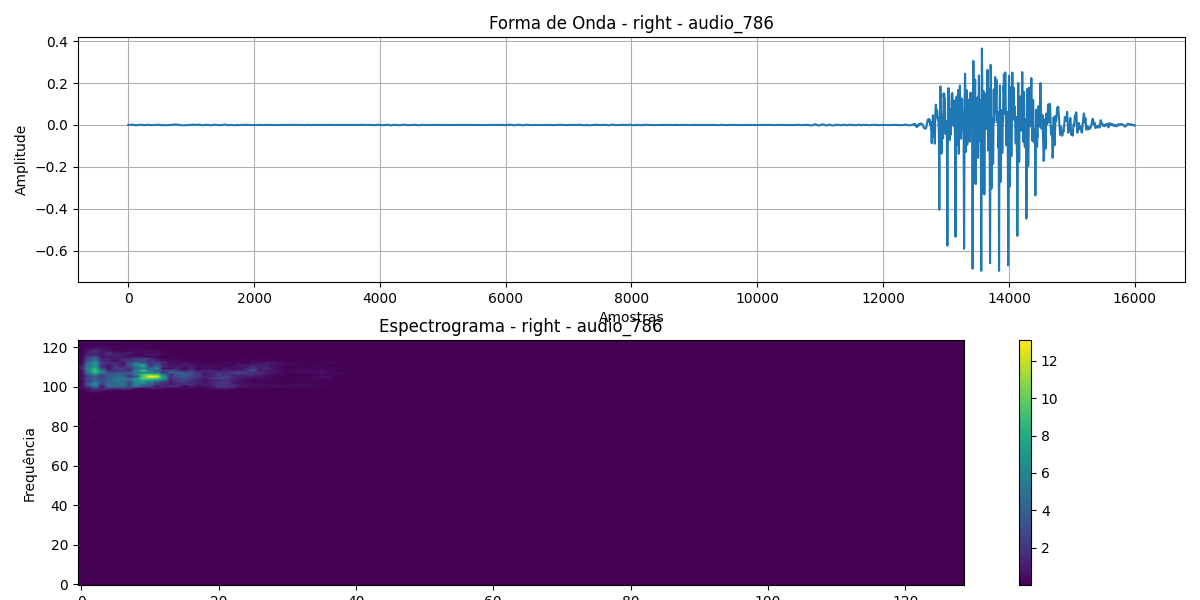 Forma de Onda - right - audio_786
0.4
0.2
0.0
−0.2
−0.4
−0.6
Amplitude
0 2000 4000 6000 8000 10000 12000 14000 16000
Amostras
Espectrograma - right - audio_786
120
100
80
60
40
20
0
Frequência
0 20 40 60 80 100 120
12
10
8
6
4
2